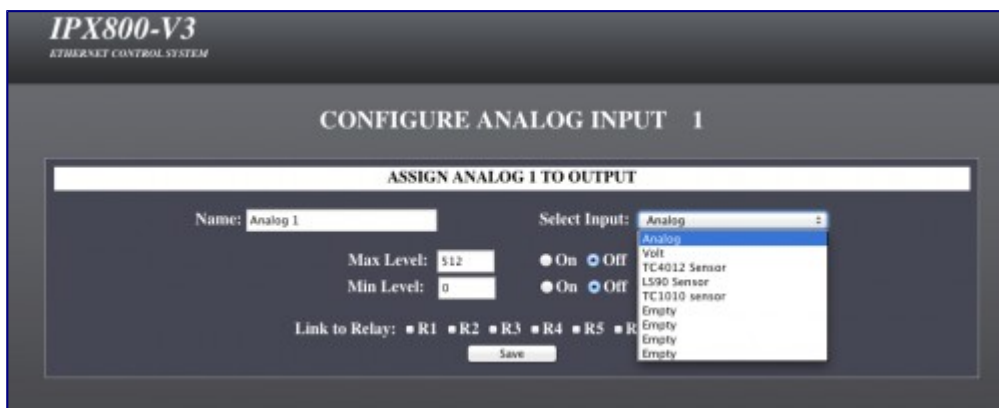 IPX800-V3
ETHERNET CONTROL SYSTEM
CONFIGURE ANALOG INPUT 1
ASSIGN ANALOG 1 TO OUTPUT
Name: Analog 1 Select Input: Analog
Analog
Volt
TC4012 Sensor
LS90 Sensor
TC1010 sensor
Empty
Empty
Empty
Empty
Max Level: 512 On Off
Min Level: 0 On Off
Link to Relay: R1 R2 R3 R4 R5 R
Save